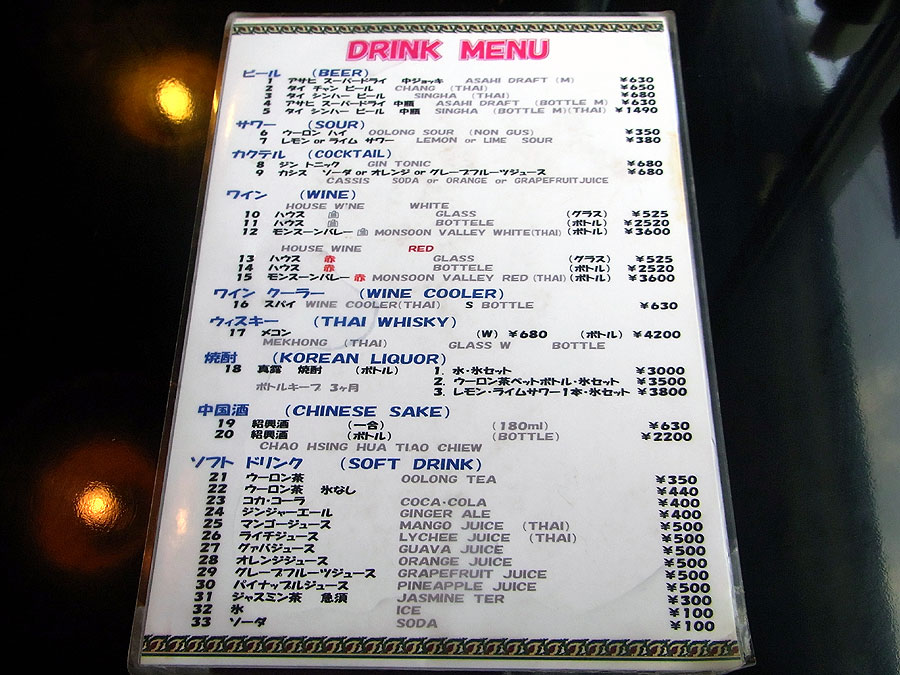 DRINK MENU
ビール (BEER)
1 アサヒ スーパードライ 中ジョッキ ASAHI DRAFT (M) ¥630
2 タイ チャン ビール CHANG (THAI) ¥650
3 タイ シンハー ビール SINGHA (THAI) ¥680
4 アサヒ スーパードライ 中瓶 ASAHI DRAFT (BOTTLE M) ¥630
5 タイ シンハー ビール 中瓶 SINGHA (BOTTLE M)(THAI) ¥1490
サワー (SOUR)
6 ウーロン ハイ OOLONG SOUR (NON GUS) ¥350
7 レモン or ライム サワー LEMON or LIME SOUR ¥380
カクテル (COCKTAIL)
8 ジン トニック GIN TONIC ¥680
9 カシス ソーダ or オレンジ or グレープフルーツジュース ¥680
CASSIS SODA or ORANGE or GRAPEFRUIT JUICE
ワイン (WINE)
HOUSE WINE WHITE
10 ハウス 白 GLASS (グラス) ¥525
11 ハウス 白 BOTTELE (ボトル) ¥2520
12 モンスーンバレー 白 MONSOON VALLEY WHITE(THAI) (ボトル) ¥3600
HOUSE WINE RED
13 ハウス 赤 GLASS (グラス) ¥525
14 ハウス 赤 BOTTELE (ボトル) ¥2520
15 モンスーンバレー 赤 MONSOON VALLEY RED (THAI) (ボトル) ¥3600
ワイン クーラー (WINE COOLER)
16 スパイ WINE COOLER(THAI) S BOTTLE ¥630
ウィスキー (THAI WHISKY)
17 メコン (W) ¥680 (ボトル) ¥4200
MEKHONG (THAI) GLASS W BOTTLE
焼酎 (KOREAN LIQUOR)
18 真露 焼酎 (ボトル) 1. 水・氷セット ¥3000
2. ウーロン茶ペットボトル・氷セット ¥3500
ボトルキープ 3ヶ月
3. レモン・ライムサワー1本・氷セット ¥3800
中国酒 (CHINESE SAKE)
19 紹興酒 (一合) (180ml) ¥630
20 紹興酒 (ボトル) (BOTTLE) ¥2200
CHAO HSING HUA TIAO CHIEW
ソフト ドリンク (SOFT DRINK)
21 ウーロン茶 OOLONG TEA ¥350
22 ウーロン茶 氷なし ¥440
23 コカ・コーラ COCA・COLA ¥400
24 ジンジャーエール GINGER ALE ¥400
25 マンゴージュース MANGO JUICE (THAI) ¥500
26 ライチジュース LYCHEE JUICE (THAI) ¥500
27 グァバジュース GUAVA JUICE ¥500
28 オレンジジュース ORANGE JUICE ¥500
29 グレープフルーツジュース GRAPEFRUIT JUICE ¥500
30 パイナップルジュース PINEAPPLE JUICE ¥500
31 ジャスミン茶 急須 JASMINE TER ¥300
32 氷 ICE ¥100
33 ソーダ SODA ¥100